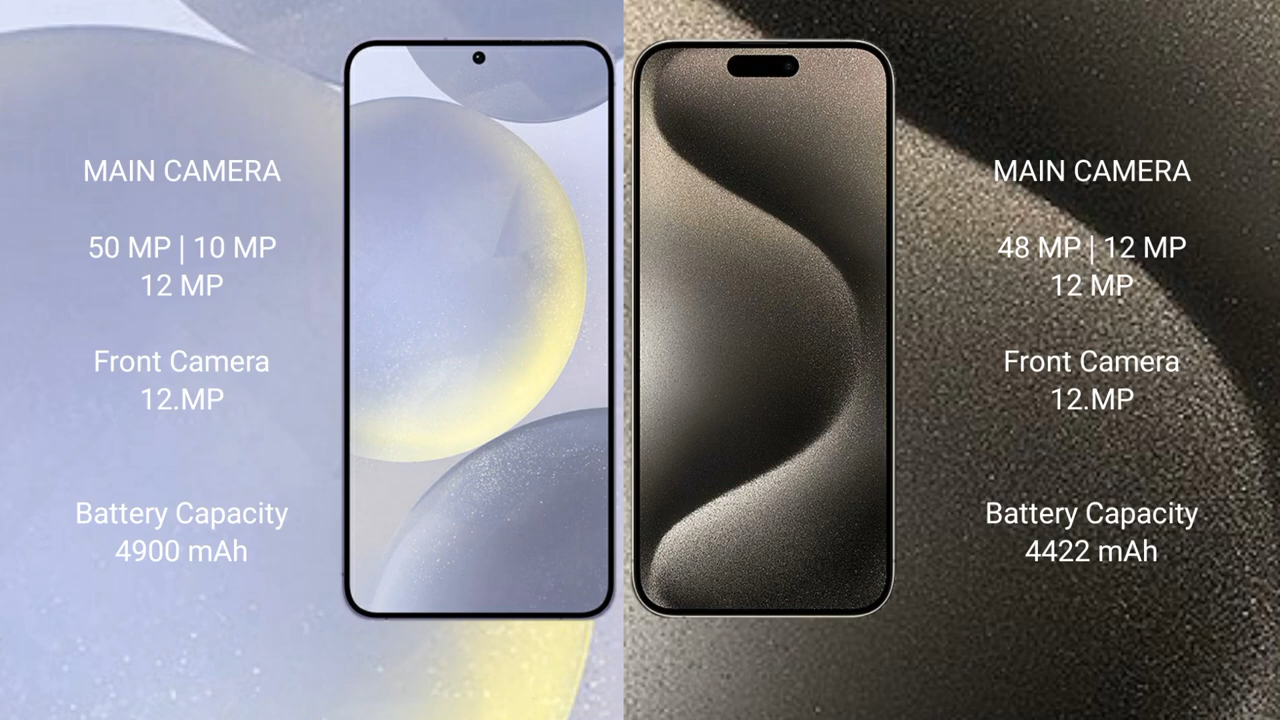 MAIN CAMERA
50 MP | 10 MP
12 MP
Front Camera
12.MP
Battery Capacity
4900 mAh
MAIN CAMERA
48 MP | 12 MP
12 MP
Front Camera
12.MP
Battery Capacity
4422 mAh